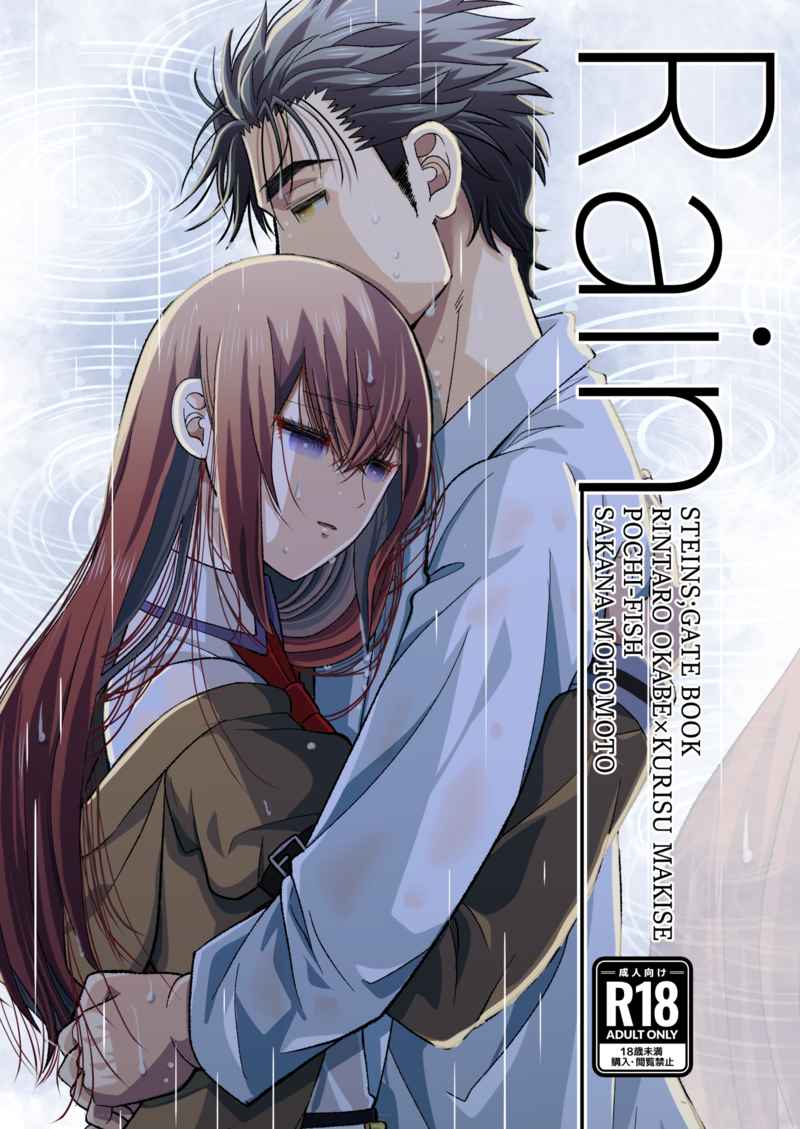 Rain
STEINS;GATE BOOK
RINTARO OKABE×KURISU MAKISE
POCHI-FISH
SAKANA MOTOMOTO
成人向け
R18
ADULT ONLY
18歳未満
購入・閲覧禁止